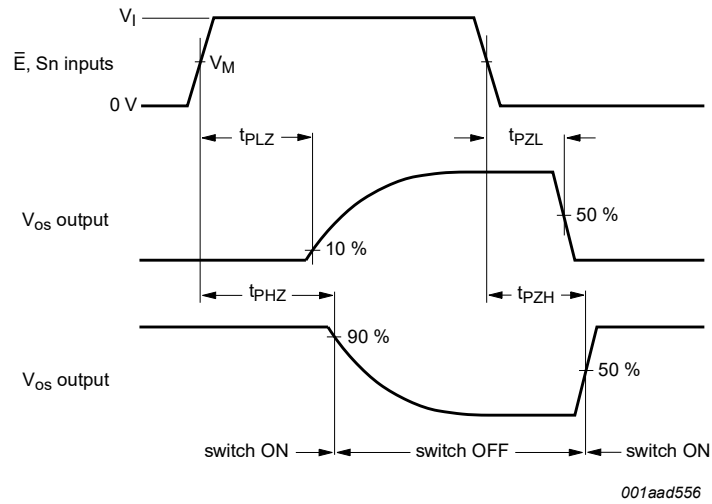 V_I
E̅, Sn inputs
V_M
0 V
t_PLZ
t_PZL
V_os output
50 %
10 %
t_PHZ
t_PZH
90 %
V_os output
50 %
switch ON
switch OFF
switch ON
001aad556